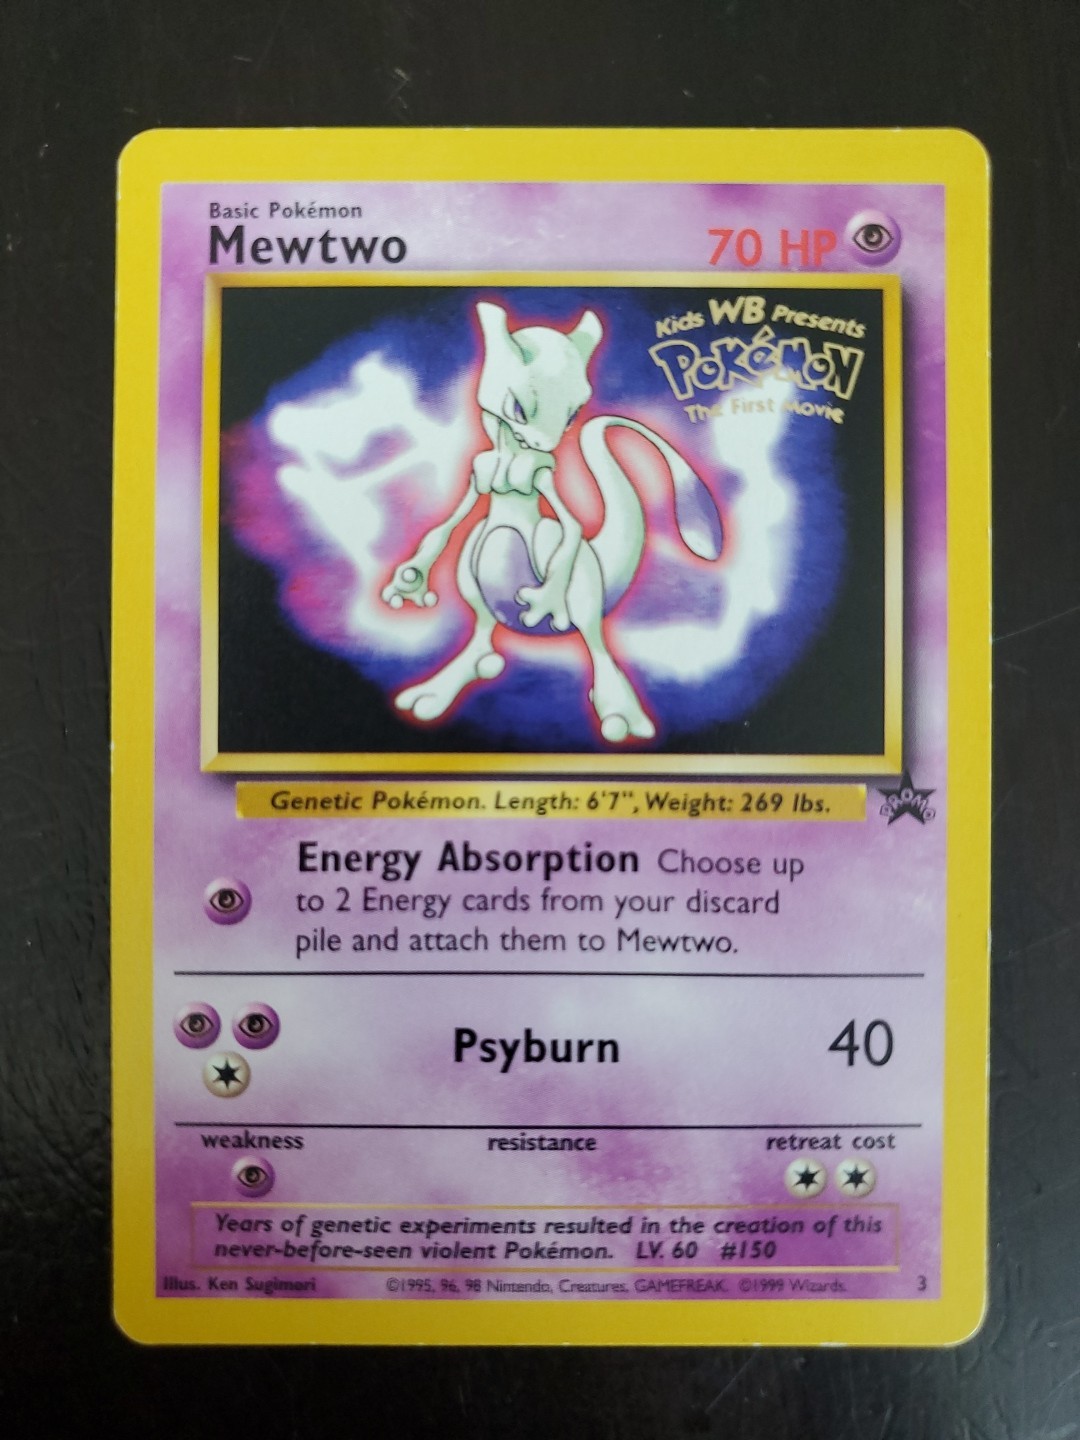 Basic Pokémon
Mewtwo
70 HP
Kids WB Presents
POKéMON
The First Movie
Genetic Pokémon. Length: 6'7", Weight: 269 lbs.
PROMO
Energy Absorption Choose up
to 2 Energy cards from your discard
pile and attach them to Mewtwo.
Psyburn 40
weakness resistance retreat cost
Years of genetic experiments resulted in the creation of this
never-before-seen violent Pokémon. LV. 60 #150
Illus. Ken Sugimori ©1995, 96, 98 Nintendo, Creatures, GAMEFREAK. ©1999 Wizards. 3